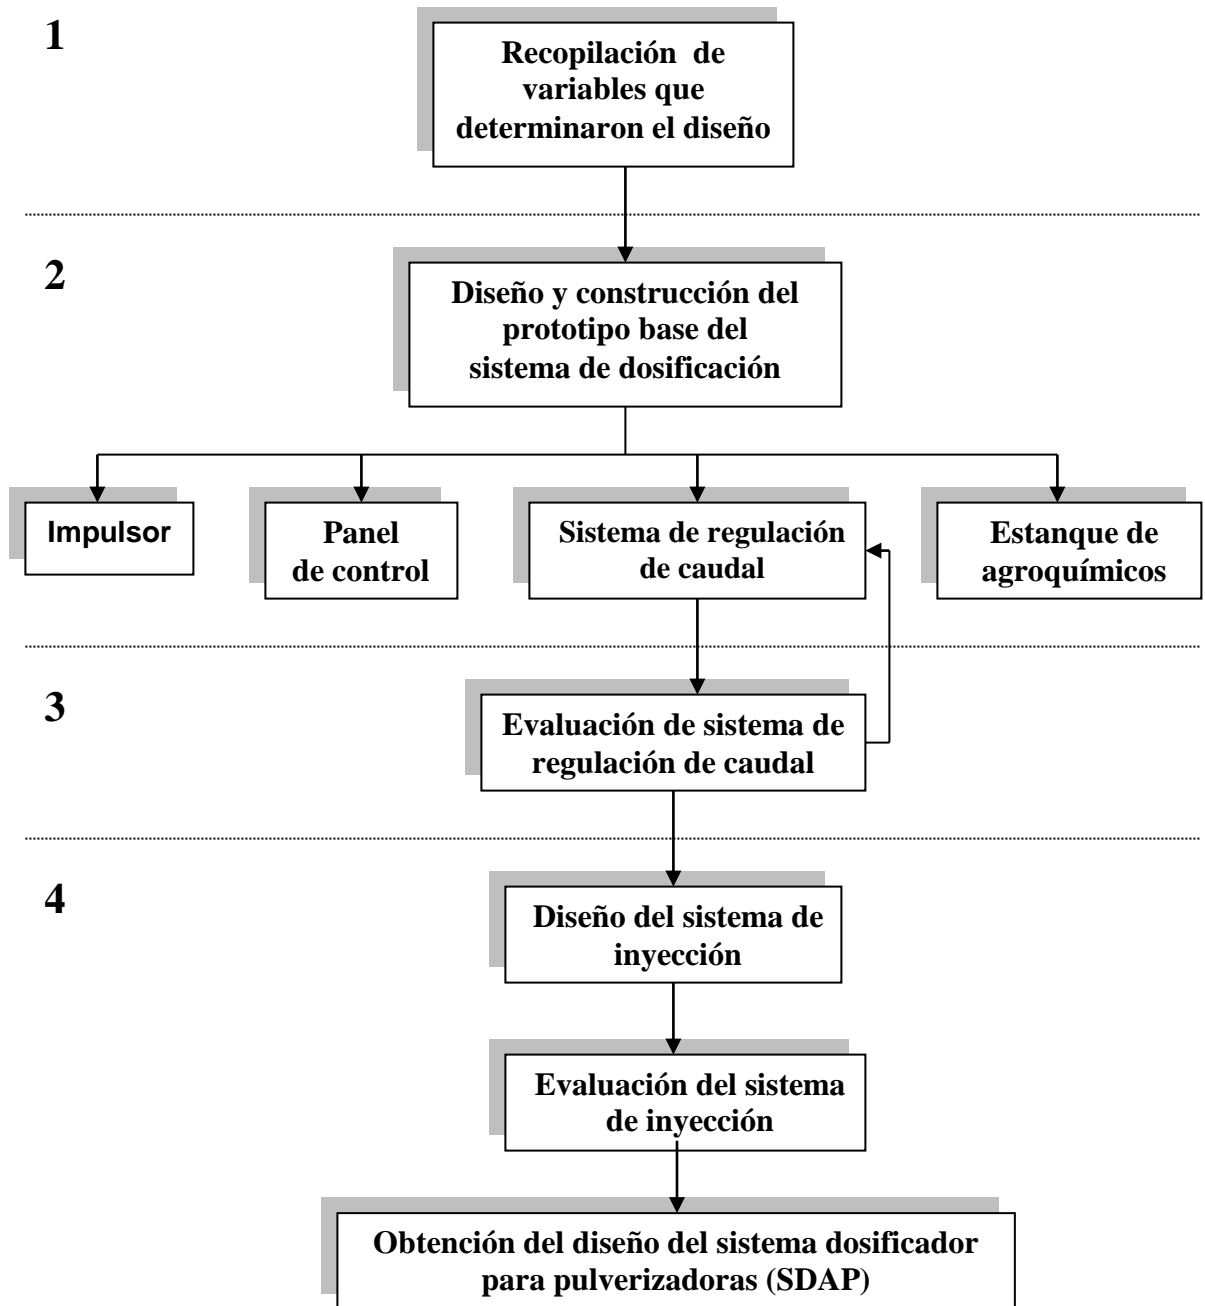 1
Recopilación de
variables que
determinaron el diseño
2
Diseño y construcción del
prototipo base del
sistema de dosificación
Impulsor
Panel
de control
Sistema de regulación
de caudal
Estanque de
agroquímicos
3
Evaluación de sistema de
regulación de caudal
4
Diseño del sistema de
inyección
Evaluación del sistema
de inyección
Obtención del diseño del sistema dosificador
para pulverizadoras (SDAP)